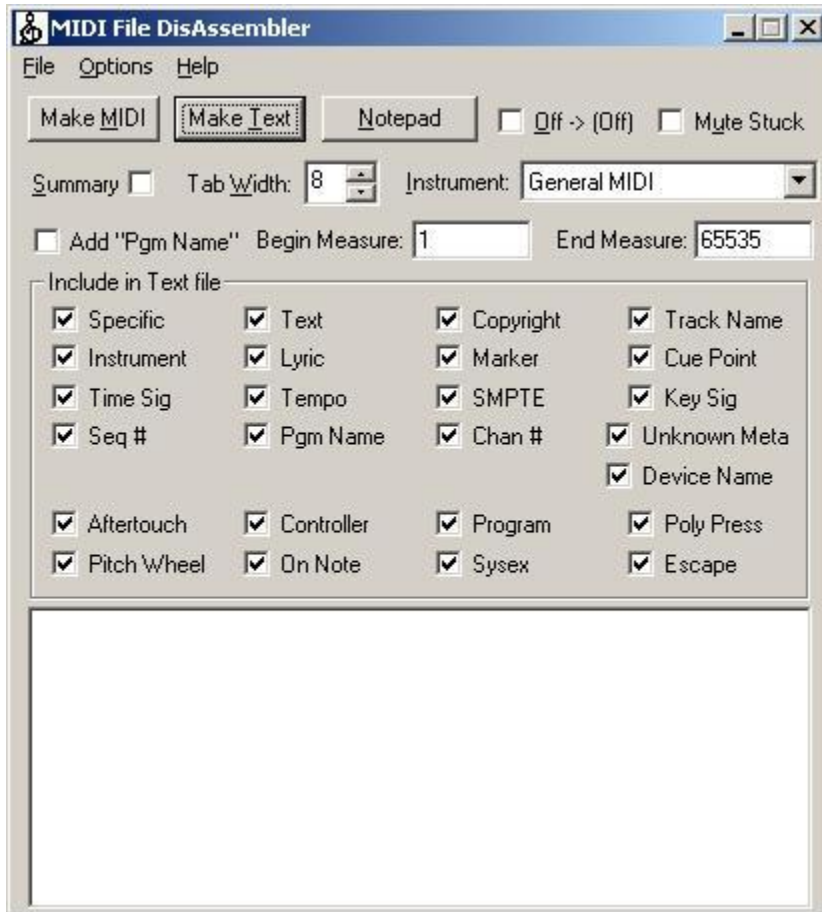 MIDI File DisAssembler
File Options Help
Make MIDI Make Text Notepad Off -> (Off) Mute Stuck
Summary Tab Width: 8 Instrument: General MIDI
Add "Pgm Name" Begin Measure: 1 End Measure: 65535
Include in Text file
Specific Text Copyright Track Name
Instrument Lyric Marker Cue Point
Time Sig Tempo SMPTE Key Sig
Seq # Pgm Name Chan # Unknown Meta
Device Name
Aftertouch Controller Program Poly Press
Pitch Wheel On Note Sysex Escape